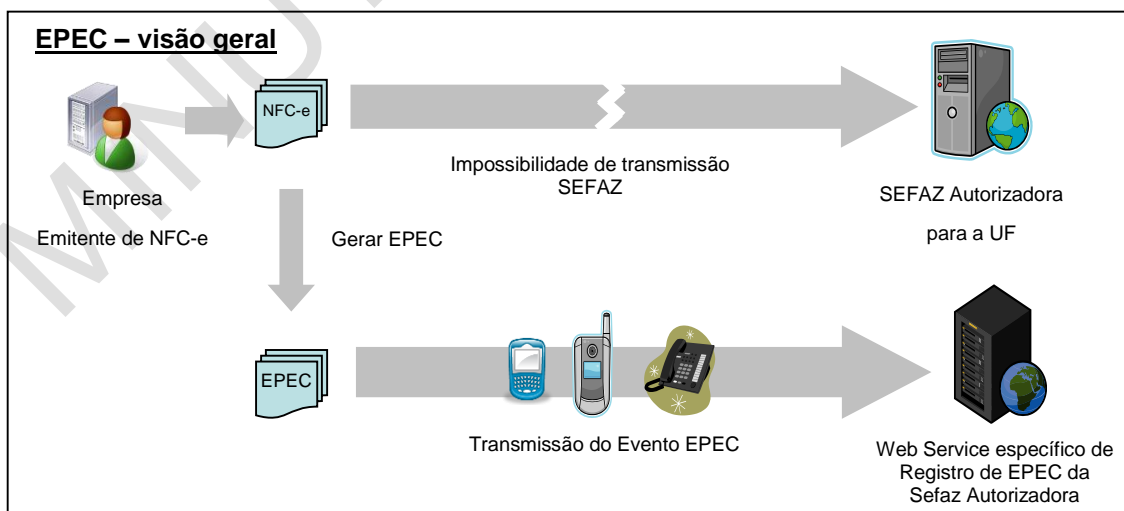 EPEC – visão geral
NFC-e
Impossibilidade de transmissão
SEFAZ
Empresa
Emitente de NFC-e
SEFAZ Autorizadora
para a UF
Gerar EPEC
EPEC
Transmissão do Evento EPEC
Web Service específico de
Registro de EPEC da
Sefaz Autorizadora
MINU